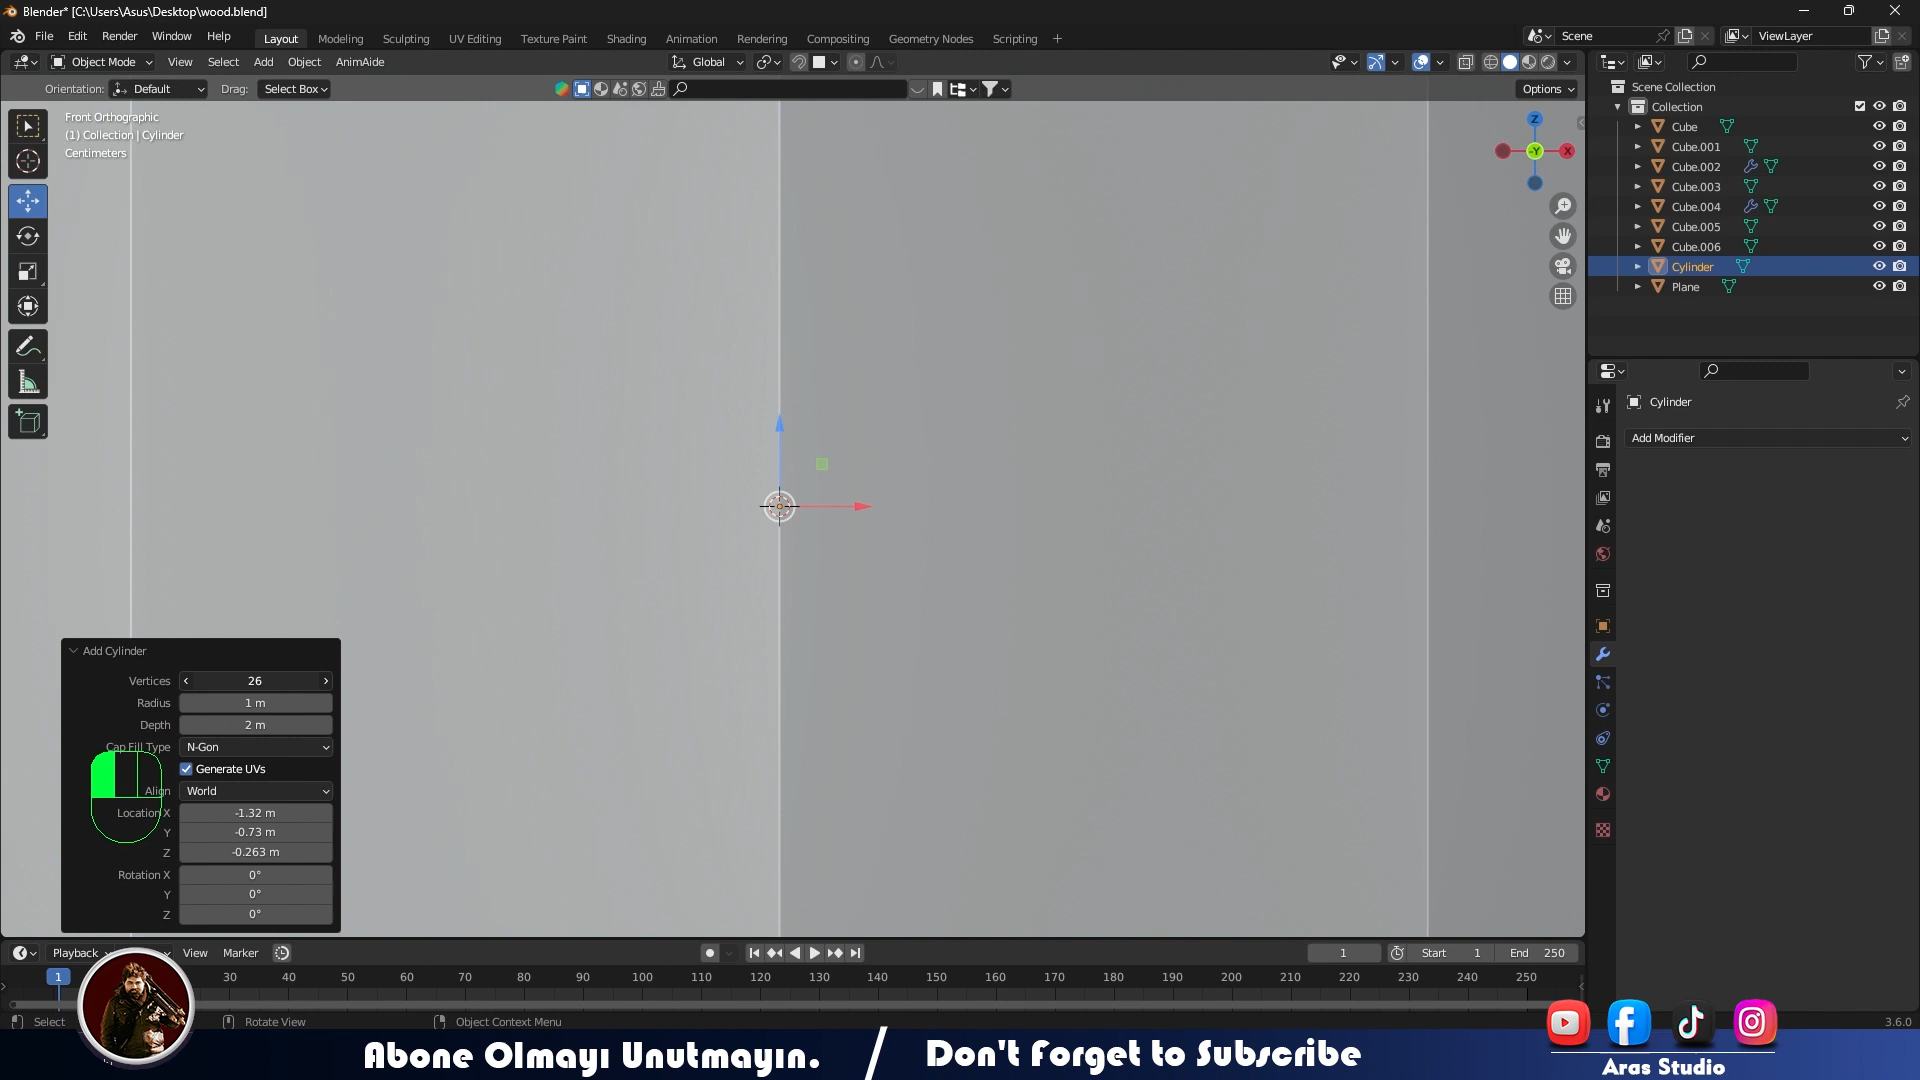 Blender* [C:\Users\Asus\Desktop\wood.blend]
File Edit Render Window Help Layout Modeling Sculpting UV Editing Texture Paint Shading Animation Rendering Compositing Geometry Nodes Scripting + Scene ViewLayer
Object Mode View Select Add Object AnimAide Global
Orientation: Default Drag: Select Box Options
Front Orthographic
(1) Collection | Cylinder
Centimeters
Z
-Y
X
Scene Collection
Collection
Cube
Cube.001
Cube.002
Cube.003
Cube.004
Cube.005
Cube.006
Cylinder
Plane
Cylinder
Add Modifier
Add Cylinder
Vertices 26
Radius 1 m
Depth 2 m
Cap Fill Type N-Gon
Generate UVs
Align World
Location X -1.32 m
Y -0.73 m
Z -0.263 m
Rotation X 0°
Y 0°
Z 0°
Playback View Marker 1 Start 1 End 250
1 30 40 50 60 70 80 90 100 110 120 130 140 150 160 170 180 190 200 210 220 230 240 250
Select Rotate View Object Context Menu 3.6.0
Abone Olmayı Unutmayın. / Don't Forget to Subscribe
Aras Studio